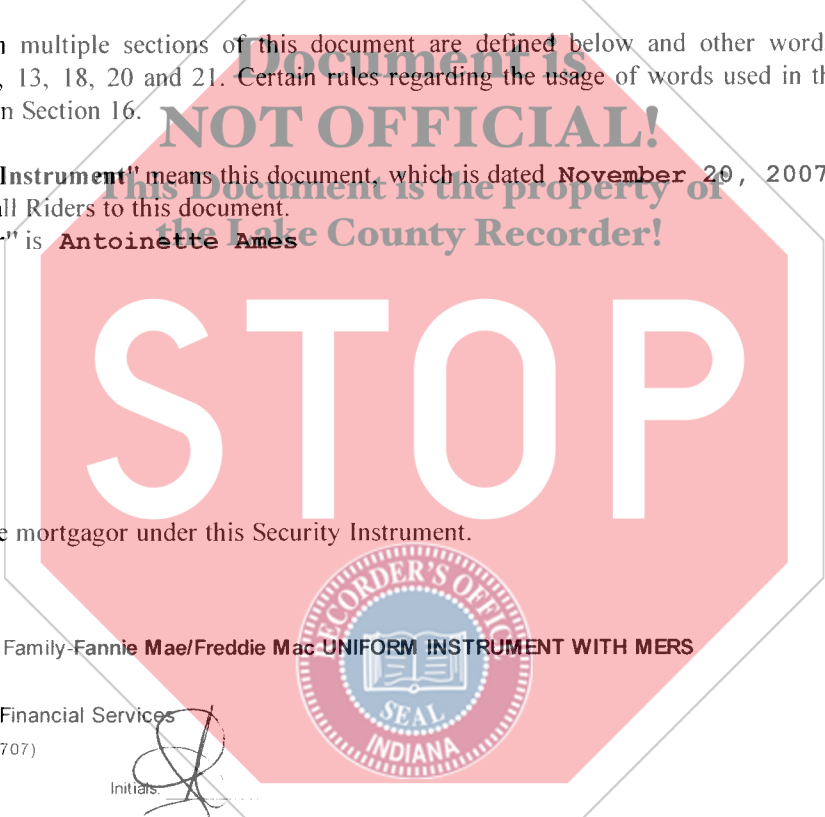 multiple sections of this document are defined below and other word
Document is
, 13, 18, 20 and 21. Certain rules regarding the usage of words used in th
n Section 16.
NOT OFFICIAL!
Instrument" means this document, which is dated November 20, 2007
This Document is the property of
all Riders to this document.
r" is Antoinette Ames
the Lake County Recorder!
STOP
e mortgagor under this Security Instrument.
RECORDER'S OFFICE
Family-Fannie Mae/Freddie Mac UNIFORM INSTRUMENT WITH MERS
SEAL
INDIANA
Financial Services
707)
Initials: